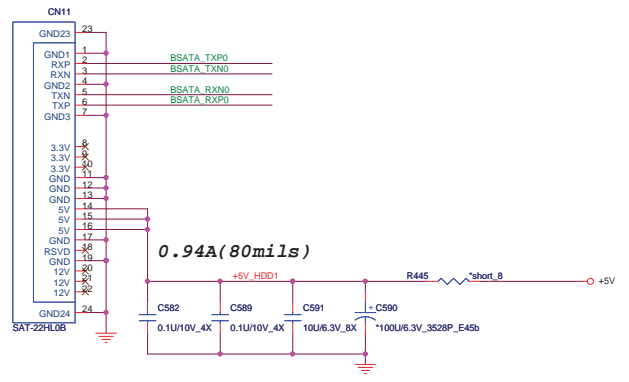 CN11
GND23 23
GND1 1
RXP 2 BSATA_TXP0
RXN 3 BSATA_TXN0
GND2 4
TXN 5 BSATA_RXN0
TXP 6 BSATA_RXP0
GND3 7
3.3V 8
3.3V 9
3.3V 10
GND 11
GND 12
GND 13
5V 14
5V 15
5V 16
GND 17
RSVD 18
GND 19
12V 20
12V 21
12V 22
GND24 24
SAT-22HL0B
0.94A(80mils)
+5V_HDD1
R445 *short_8
+5V
C582
0.1U/10V_4X
C589
0.1U/10V_4X
C591
10U/6.3V_8X
+ C590
*100U/6.3V_3528P_E45b